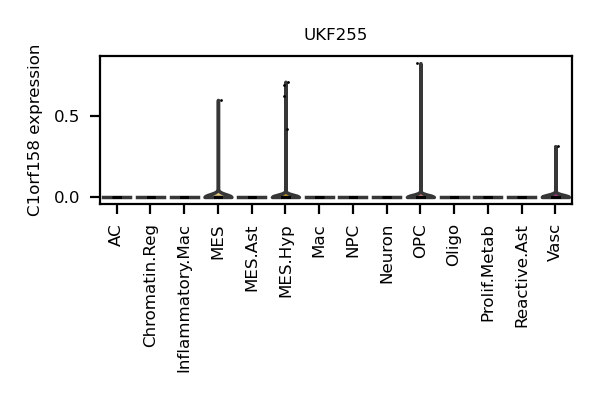 UKF255
C1orf158 expression
0.5
0.0
AC
Chromatin.Reg
Inflammatory.Mac
MES
MES.Ast
MES.Hyp
Mac
NPC
Neuron
OPC
Oligo
Prolif.Metab
Reactive.Ast
Vasc